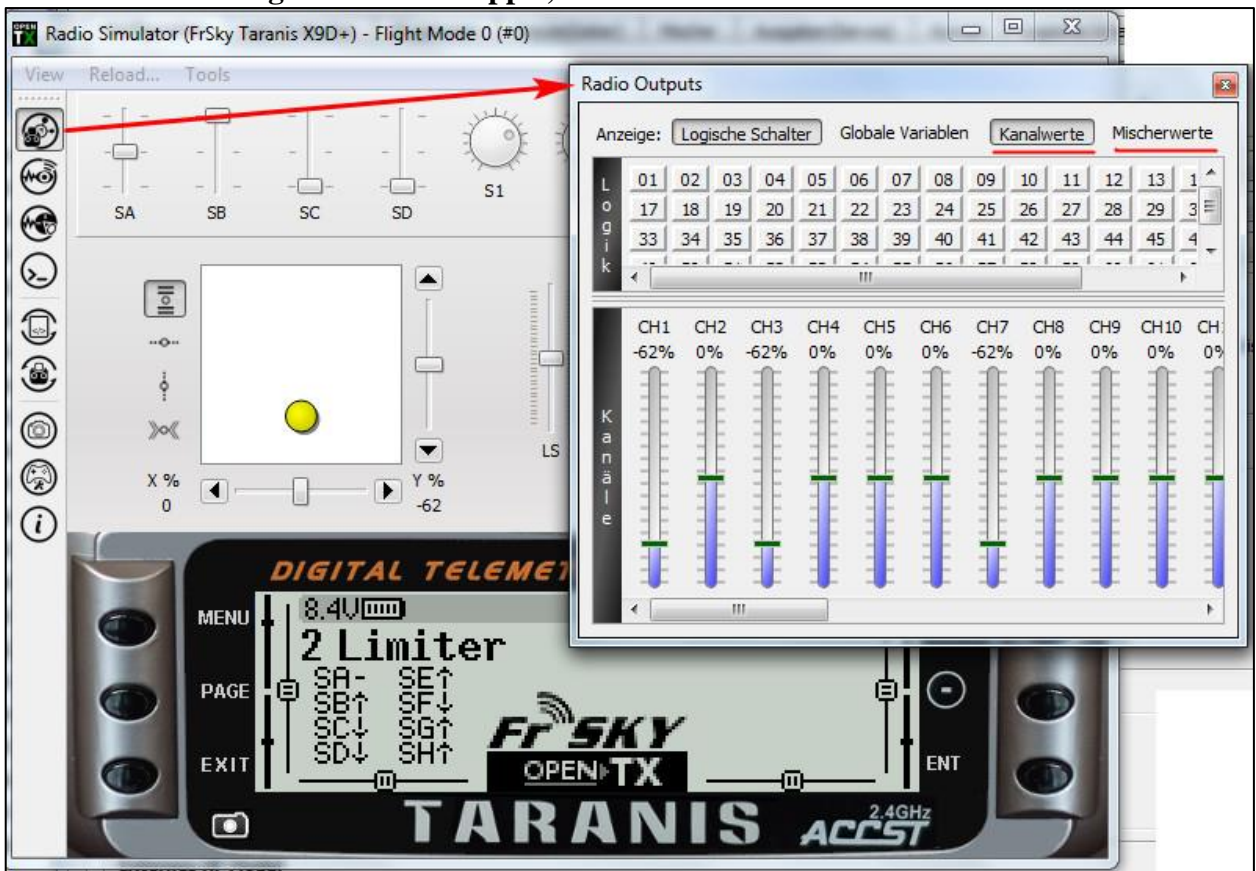 OPEN TX Radio Simulator (FrSky Taranis X9D+) - Flight Mode 0 (#0)
View Reload... Tools
SA SB SC SD S1
X % Y %
0 -62
LS
Radio Outputs
Anzeige: Logische Schalter Globale Variablen Kanalwerte Mischerwerte
Logik
01 02 03 04 05 06 07 08 09 10 11 12 13
17 18 19 20 21 22 23 24 25 26 27 28 29
33 34 35 36 37 38 39 40 41 42 43 44 45
Kanäle
CH1 CH2 CH3 CH4 CH5 CH6 CH7 CH8 CH9 CH10
-62% 0% -62% 0% 0% 0% -62% 0% 0% 0%
DIGITAL
MENU
PAGE
EXIT
8.4V
2 Limiter
SA- SE↑
SB↑ SF↓
SC↓ SG↑
SD↓ SH↑
FrSKY
OPEN TX
-
ENT
TARANIS
2.4GHz
ACCST